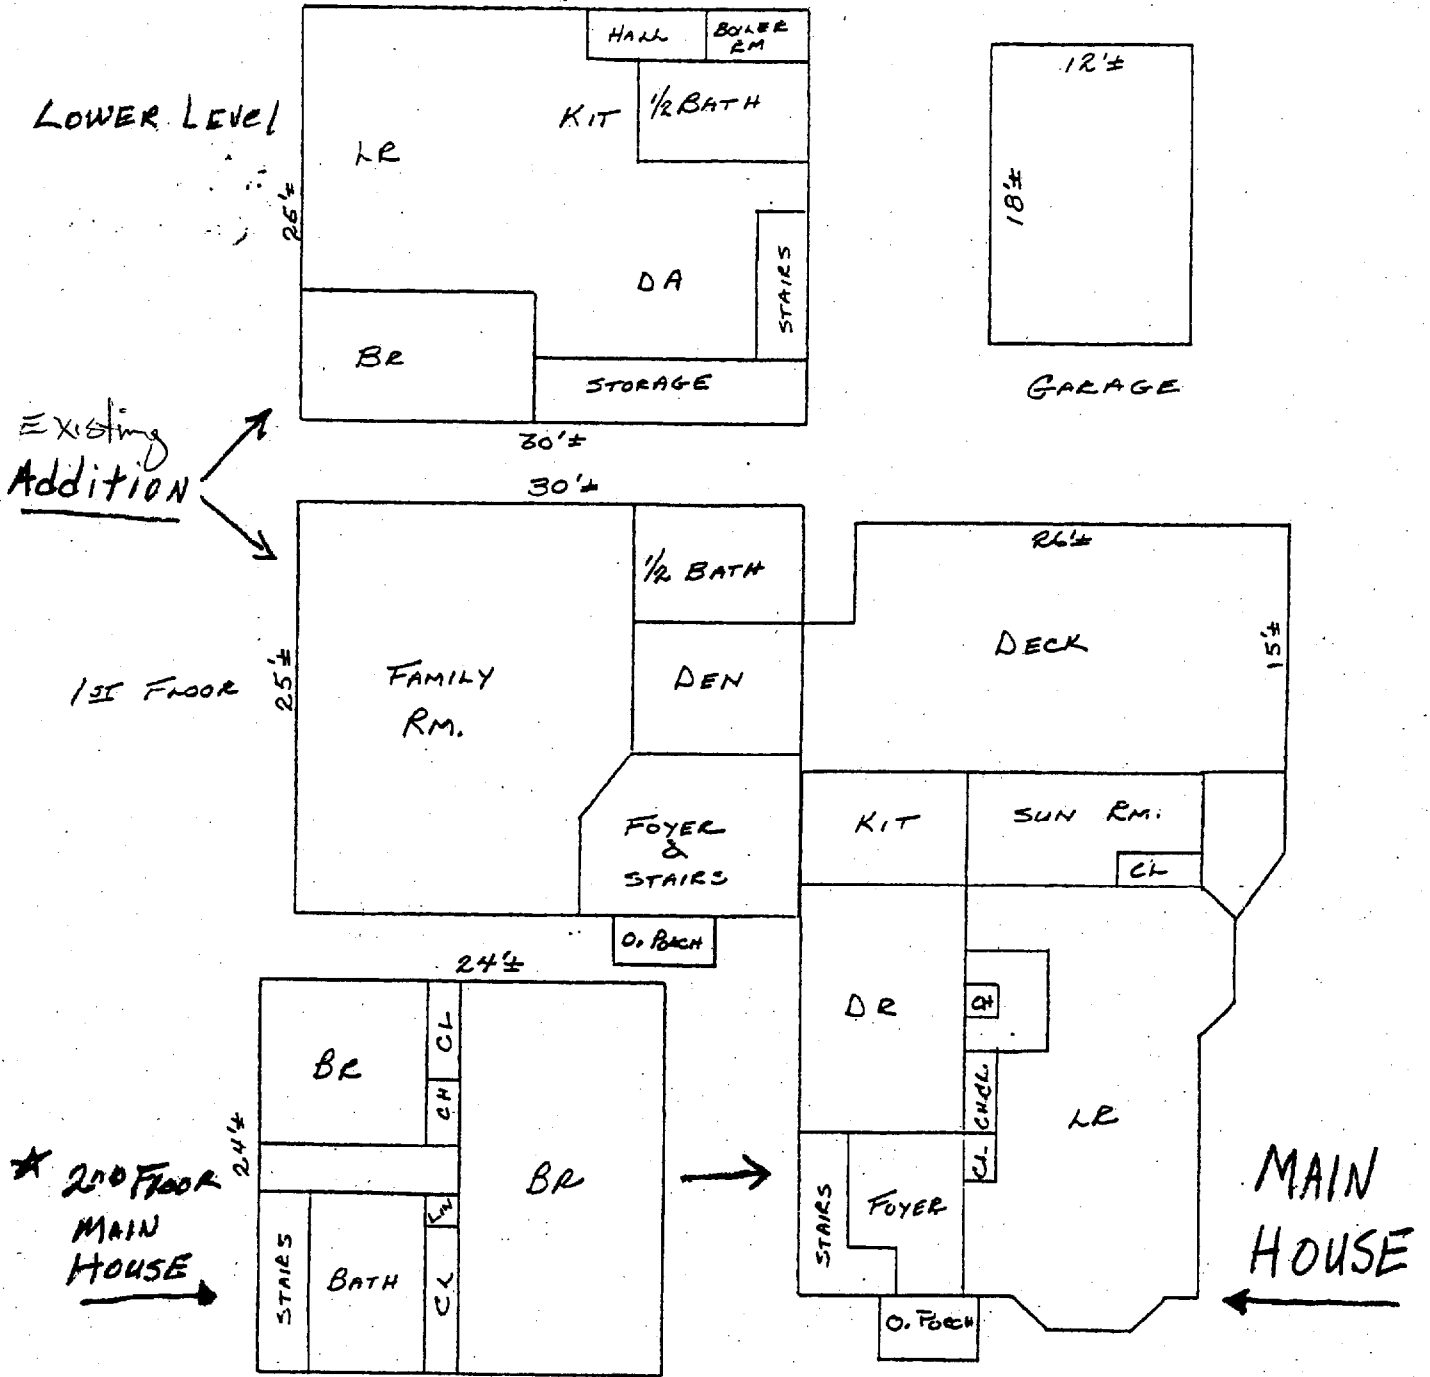 HALL
BOILER
RM
12'±
LOWER LEVEL
KIT
1/2 BATH
LR
18'±
25'±
DA
STAIRS
BR
STORAGE
GARAGE
Existing
Addition
30'±
30'±
26'±
1/2 BATH
DECK
15'±
1ST FLOOR
25'±
FAMILY
RM.
DEN
KIT
SUN RM.
CL
FOYER
&
STAIRS
O. PORCH
24'±
BR
CL
CH
DR
LR
CH.CL.
CL
24'±
* 2ND FLOOR
MAIN
HOUSE
BR
STAIRS
BATH
CL
STAIRS
FOYER
O. PORCH
MAIN
HOUSE